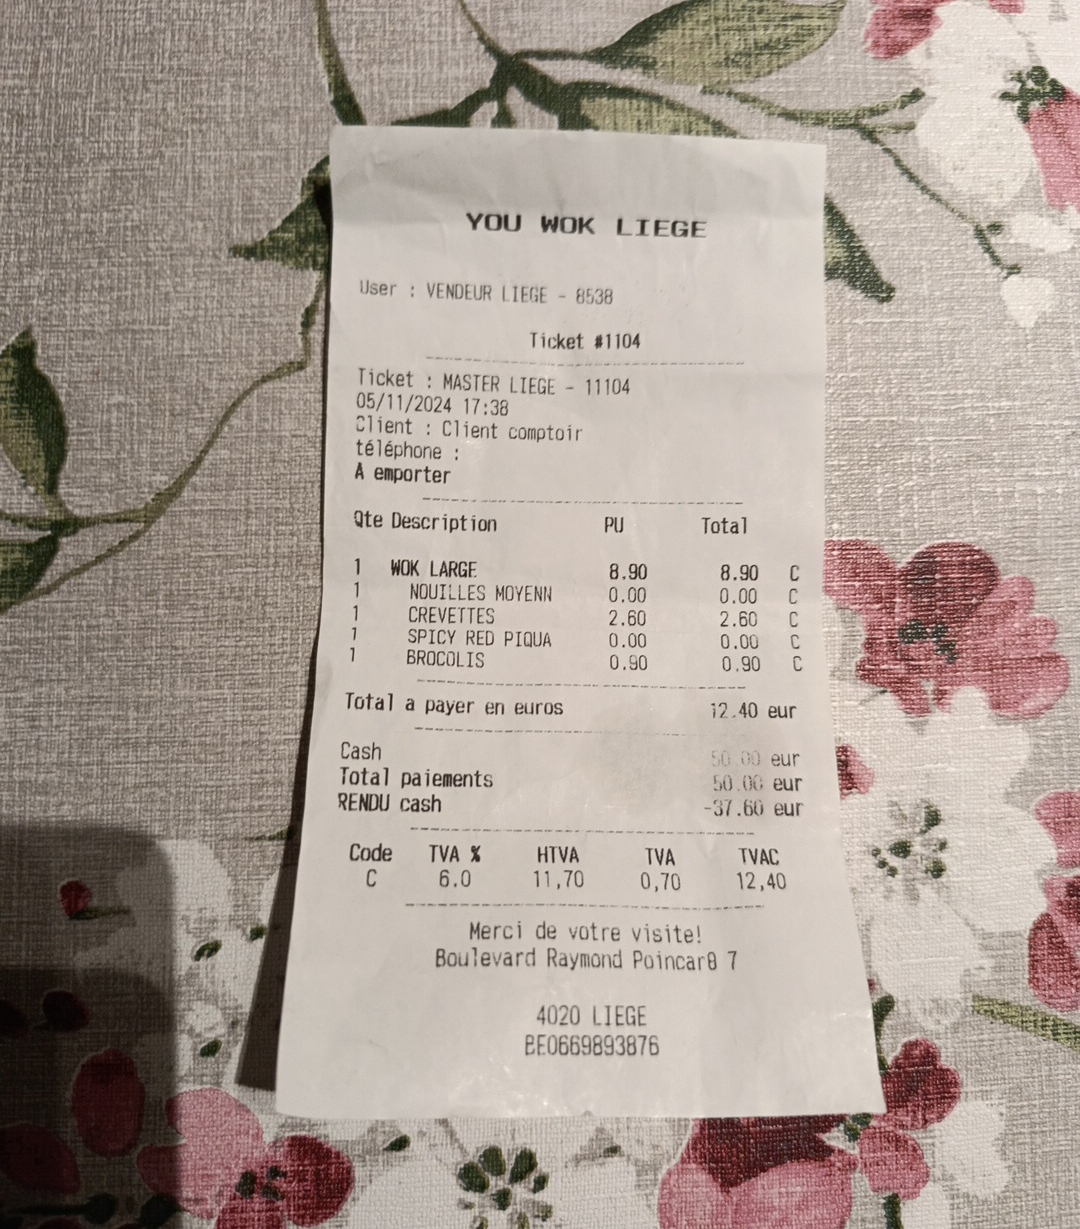 YOU WOK LIEGE
User : VENDEUR LIEGE - 8538
Ticket #1104
Ticket : MASTER LIEGE - 11104
05/11/2024 17:38
Client : Client comptoir
téléphone :
A emporter
Qte Description PU Total
1 WOK LARGE 8.90 8.90 C
1 NOUILLES MOYENN 0.00 0.00 C
1 CREVETTES 2.60 2.60 C
1 SPICY RED PIQUA 0.00 0.00 C
1 BROCOLIS 0.90 0.90 C
Total a payer en euros 12.40 eur
Cash 50.00 eur
Total paiements 50.00 eur
RENDU cash -37.60 eur
Code TVA % HTVA TVA TVAC
C 6.0 11,70 0,70 12,40
Merci de votre visite!
Boulevard Raymond Poincar8 7
4020 LIEGE
BE0669893876